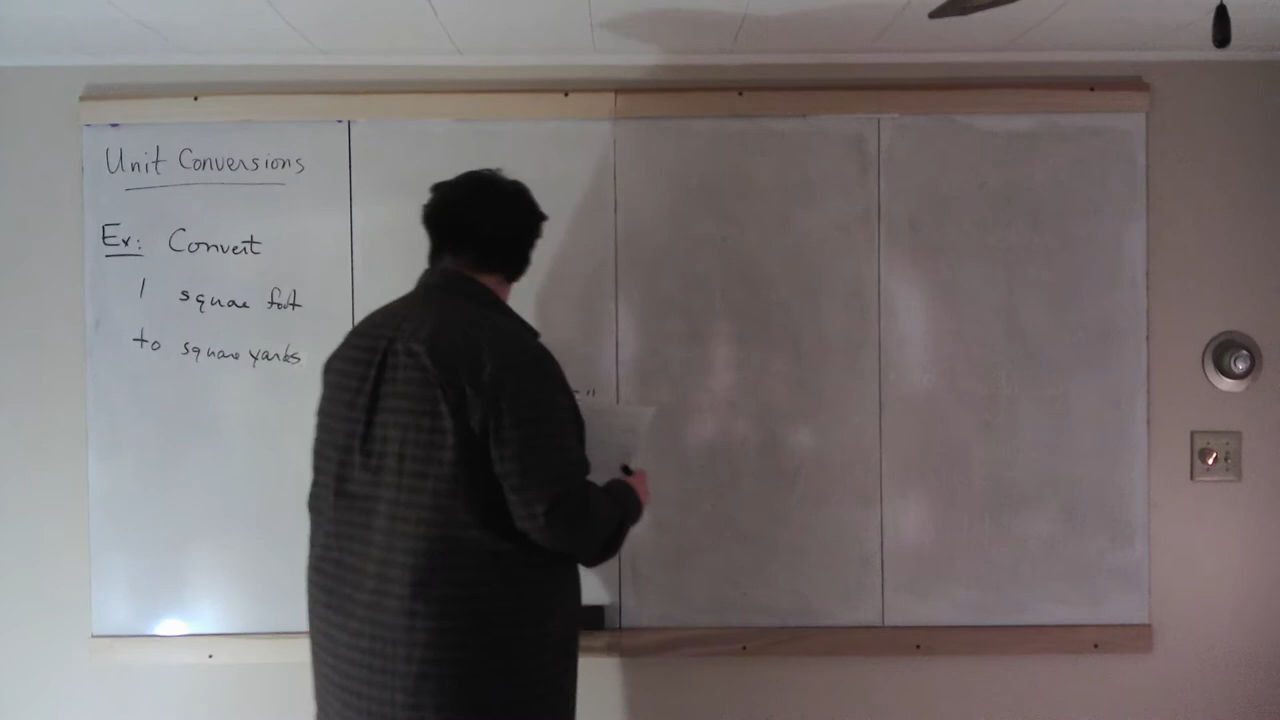 Unit Conversions
Ex: Convert
1 square foot
to square yards